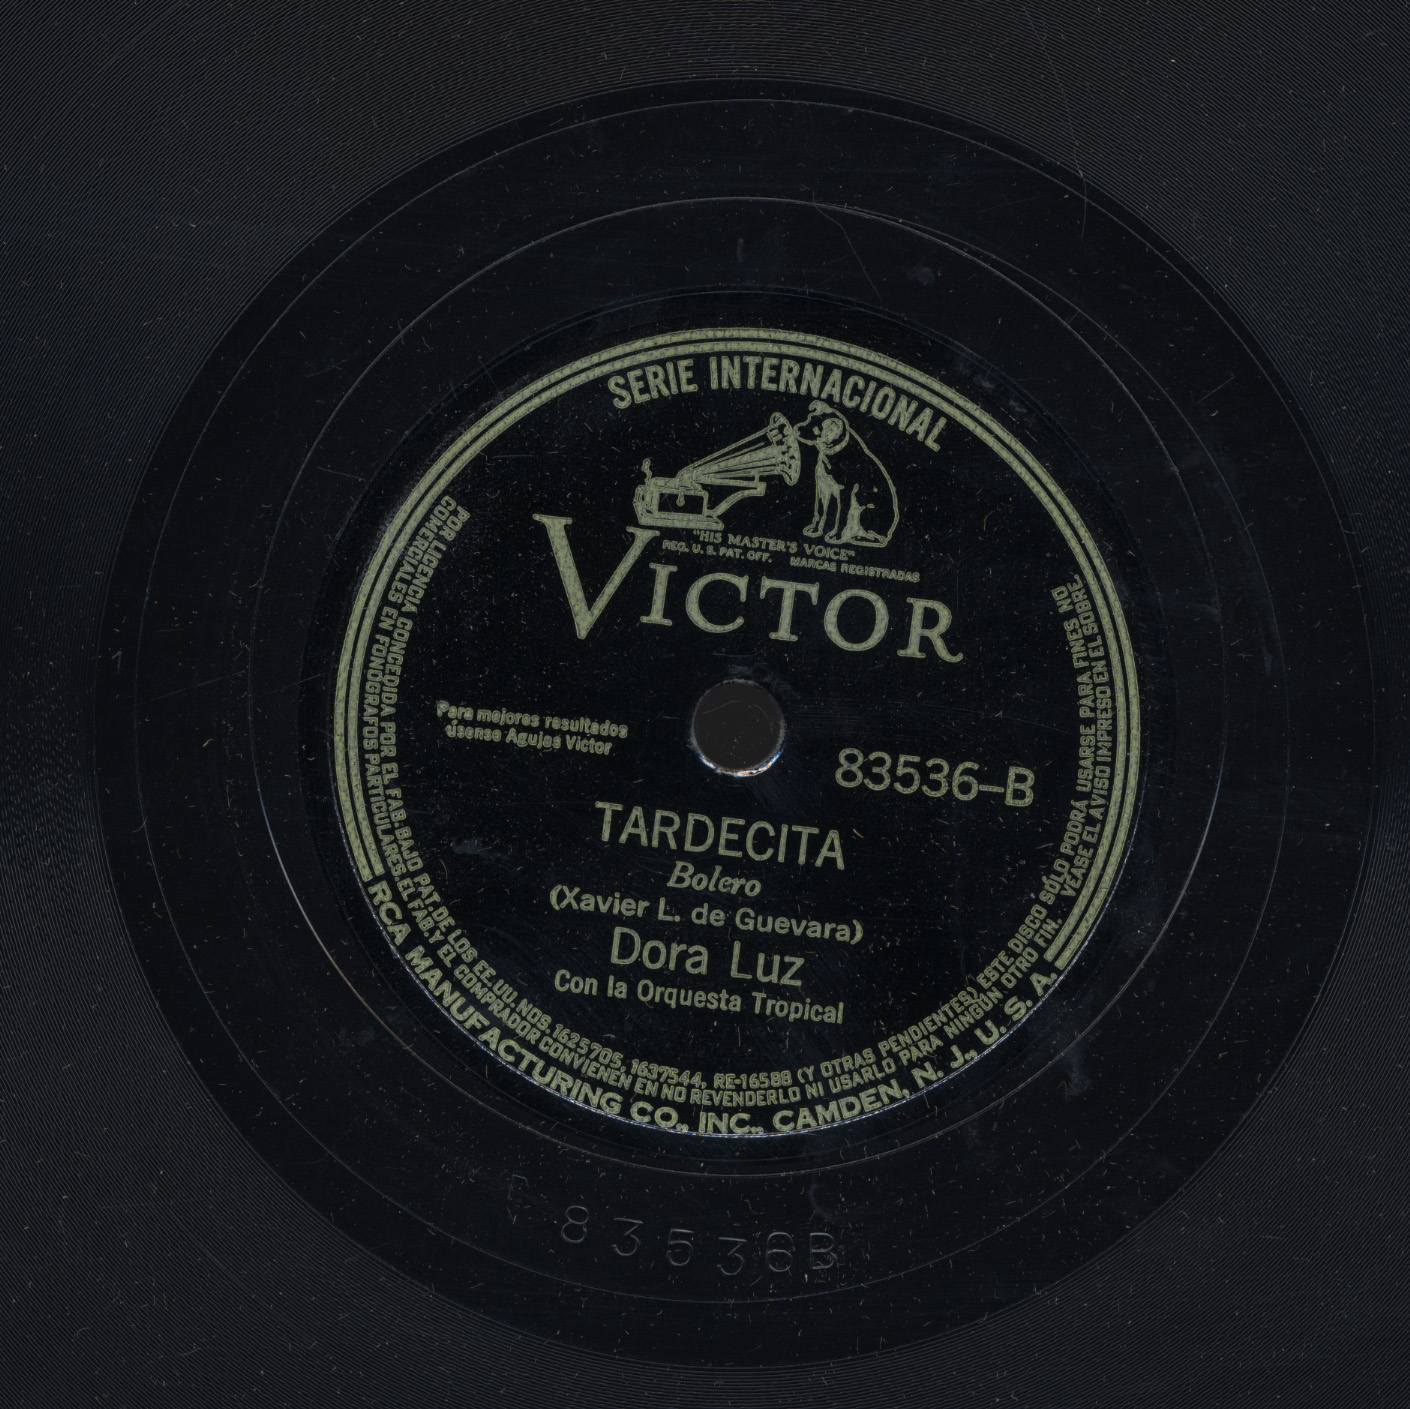 SERIE INTERNACIONAL
"HIS MASTER'S VOICE"
REG. U. S. PAT. OFF. MARCAS REGISTRADAS
VICTOR
Para mejores resultados
úsense Agujas Victor
83536-B
TARDECITA
Bolero
(Xavier L. de Guevara)
Dora Luz
Con la Orquesta Tropical
POR LICENCIA CONCEDIDA POR EL FAB. BAJO PAT. DE LOS EE. UU. NOS. 1625705, 1637544, RE-16588 (Y OTRAS PENDIENTES) ESTE DISCO SÓLO PODRÁ USARSE PARA FINES NO
COMERCIALES EN FONÓGRAFOS PARTICULARES. EL FAB. Y EL COMPRADOR CONVIENEN EN NO REVENDERLO NI USARLO PARA NINGÚN OTRO FIN. VÉASE EL AVISO IMPRESO EN EL SOBRE.
RCA MANUFACTURING CO., INC., CAMDEN, N. J., U. S. A.
83536B